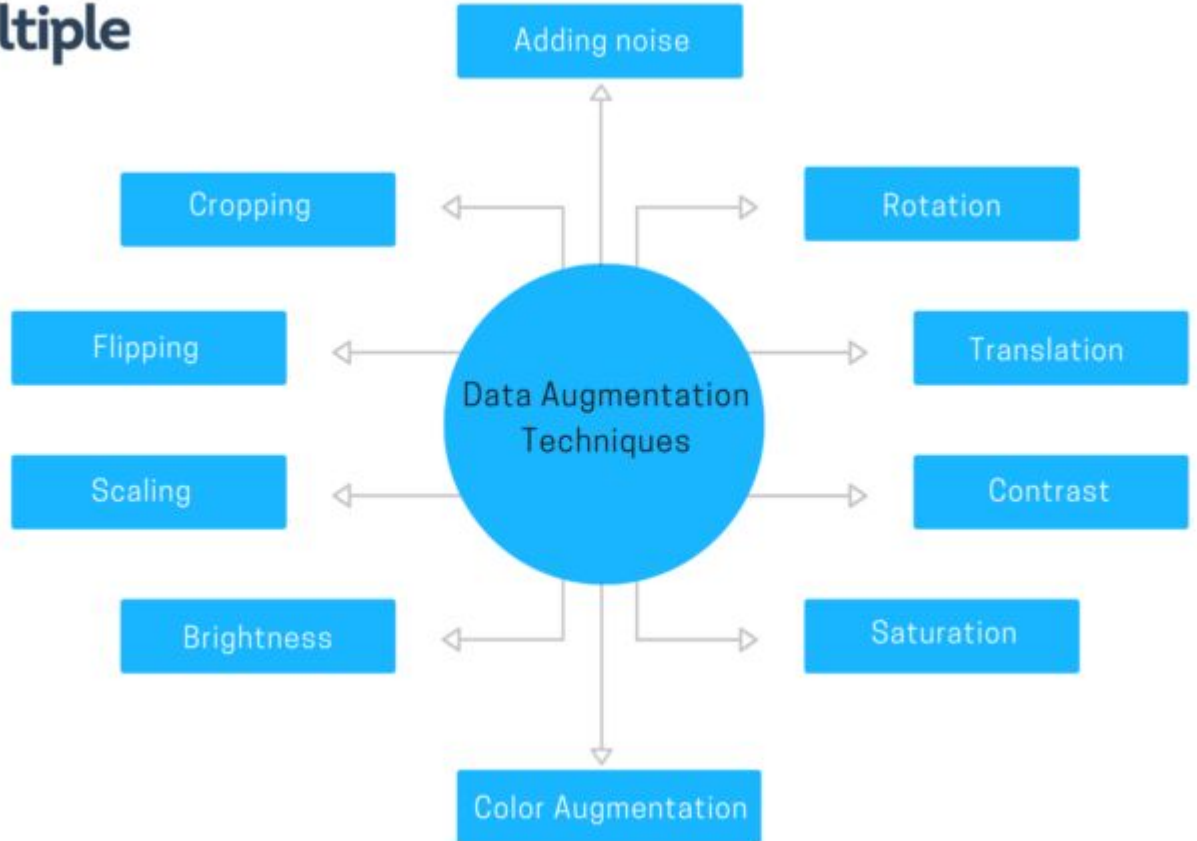 ltiple
Adding noise
Cropping
Rotation
Flipping
Translation
Data Augmentation
Techniques
Scaling
Contrast
Brightness
Saturation
Color Augmentation